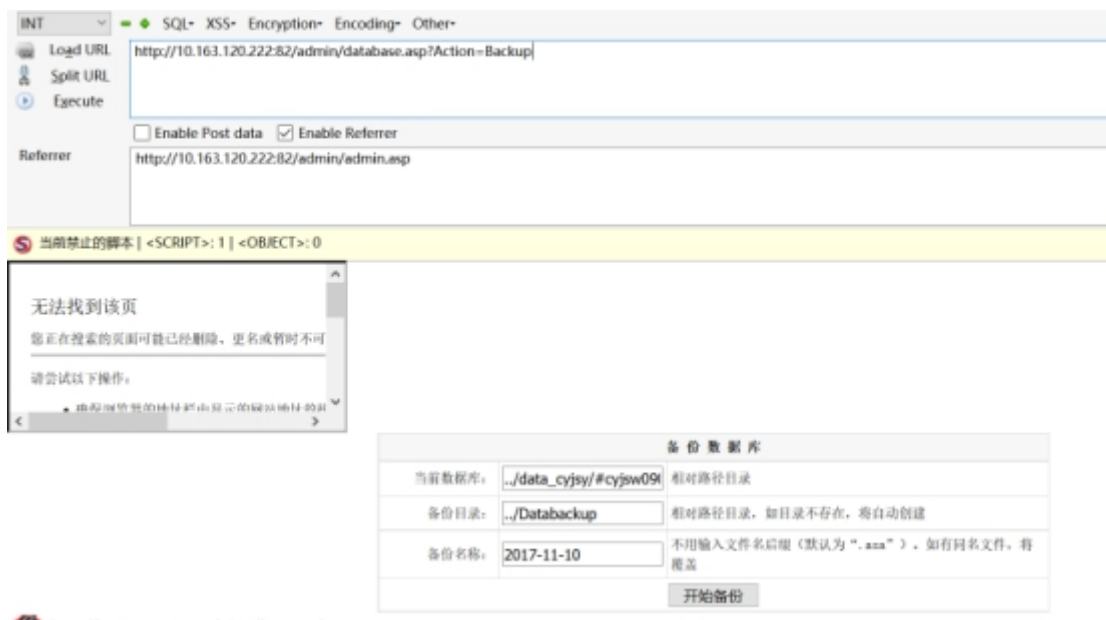 INT SQL- XSS- Encryption- Encoding- Other-
Load URL http://10.163.120.222:82/admin/database.asp?Action=Backup
Split URL
Execute
Enable Post data Enable Referrer
Referrer http://10.163.120.222:82/admin/admin.asp
当前禁止的脚本 | <SCRIPT>: 1 | <OBJECT>: 0
无法找到该页
您正在搜索的页面可能已经删除、更名或暂时不可
请尝试以下操作:
备份数据库
当前数据库: ../data_cyjsy/#cyjsw09 相对路径目录
备份目录: ../Databackup 相对路径目录, 如目录不存在, 将自动创建
备份名称: 2017-11-10 不用输入文件名后缀 (默认为 ".asa" ) 。如有同名文件, 将
覆盖
开始备份